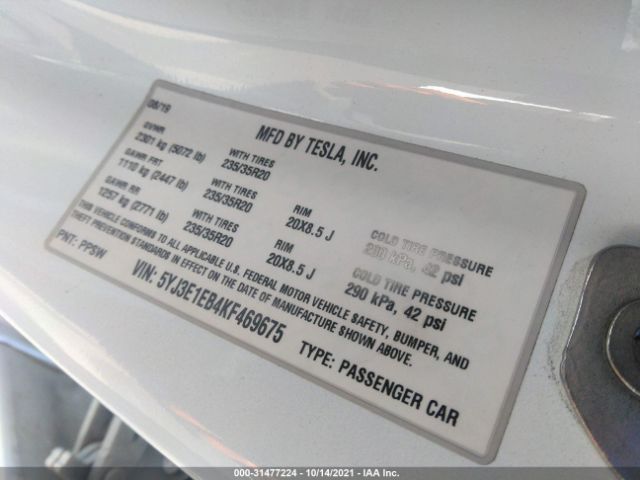 MFD BY TESLA, INC.
08/19
GVWR
2301 kg (5072 lb)
GAWR FRT
1110 kg (2447 lb)
WITH TIRES
235/35R20
RIM
20X8.5 J
COLD TIRE PRESSURE
290 kPa, 42 psi
GAWR RR
1257 kg (2771 lb)
WITH TIRES
235/35R20
RIM
20X8.5 J
COLD TIRE PRESSURE
290 kPa, 42 psi
WITH TIRES
235/35R20
THIS VEHICLE CONFORMS TO ALL APPLICABLE U.S. FEDERAL MOTOR VEHICLE SAFETY, BUMPER, AND
THEFT PREVENTION STANDARDS IN EFFECT ON THE DATE OF MANUFACTURE SHOWN ABOVE.
PNT: PPSW
VIN: 5YJ3E1EB4KF469675
TYPE: PASSENGER CAR
000-31477224 - 10/14/2021 - IAA Inc.